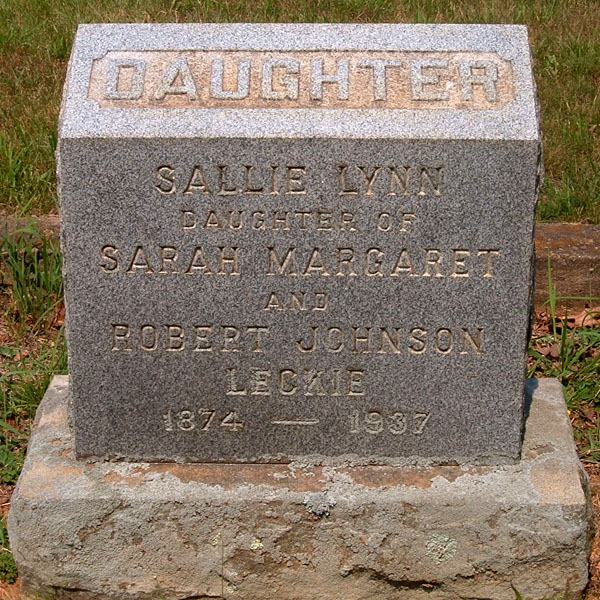 DAUGHTER
SALLIE LYNN
DAUGHTER OF
SARAH MARGARET
AND
ROBERT JOHNSON
LECKIE
1874 — 1937